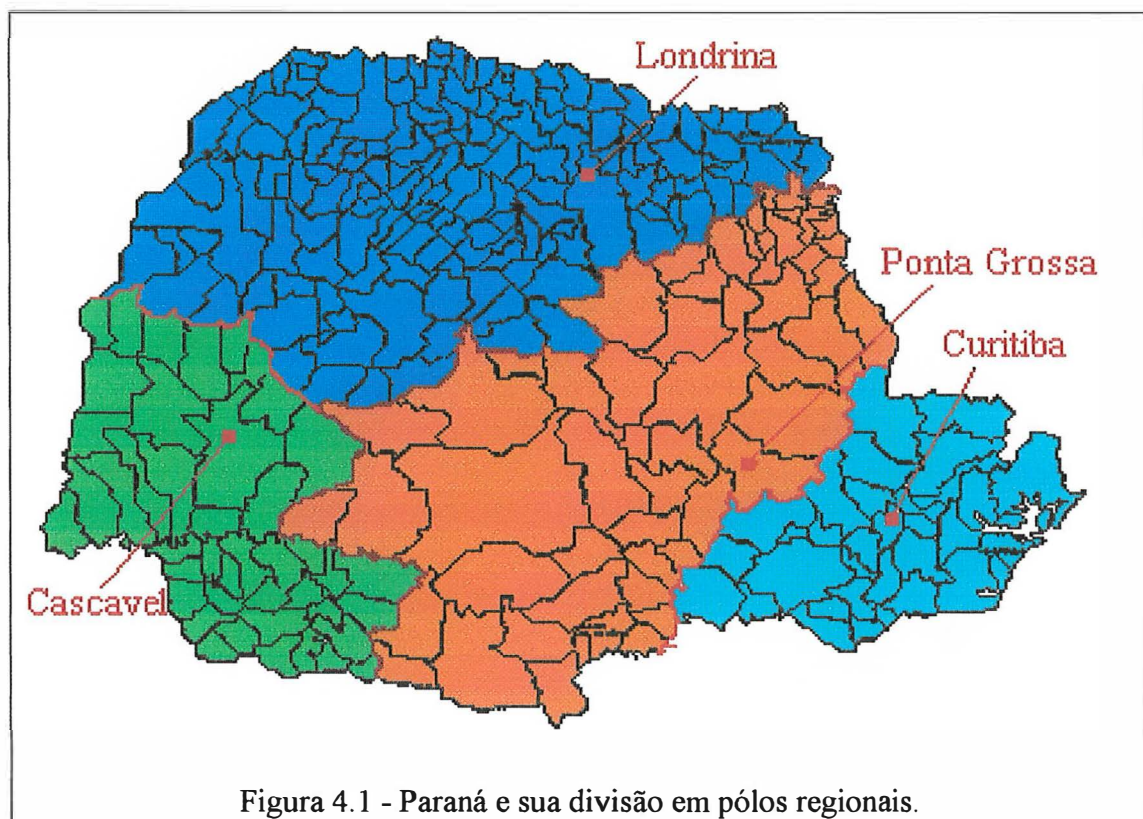 Londrina
Ponta Grossa
Curitiba
Cascavel
Figura 4.1 - Paraná e sua divisão em pólos regionais.